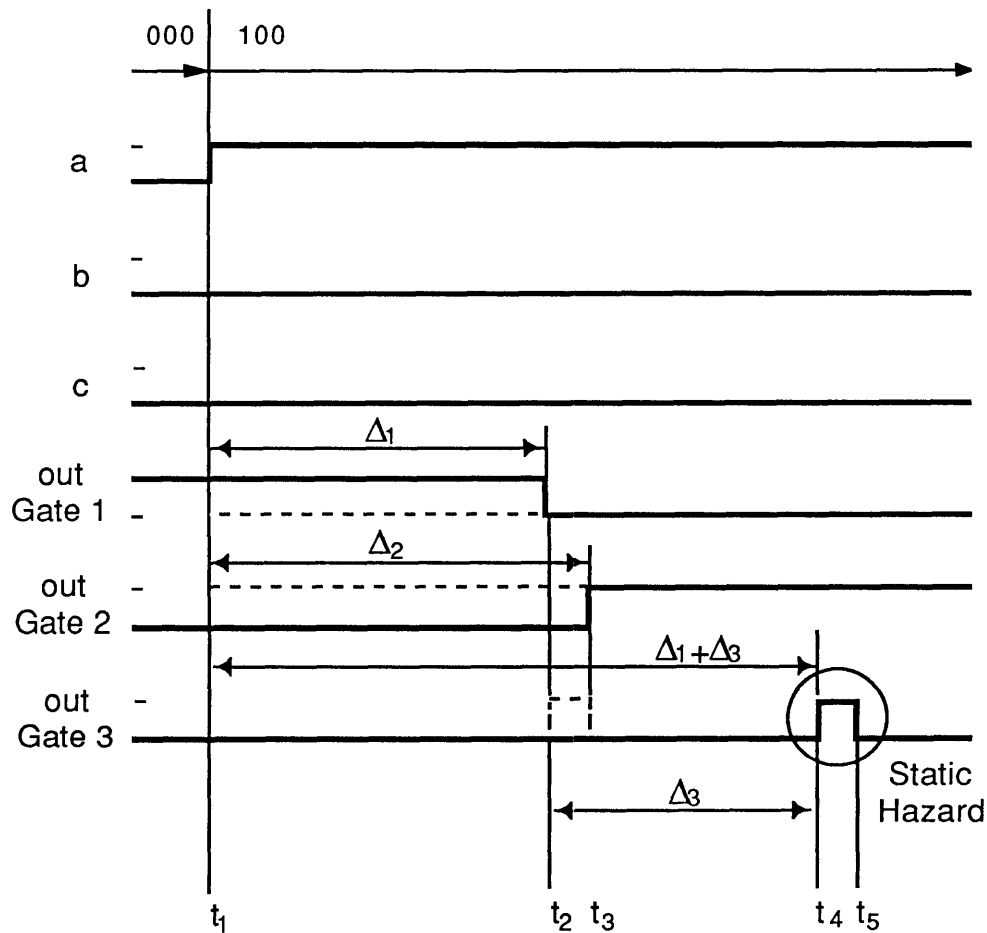 000 100
a
b
c
Δ1
out
Gate 1
Δ2
out
Gate 2
Δ1+Δ3
out
Gate 3
Static
Hazard
Δ3
t1 t2 t3 t4 t5